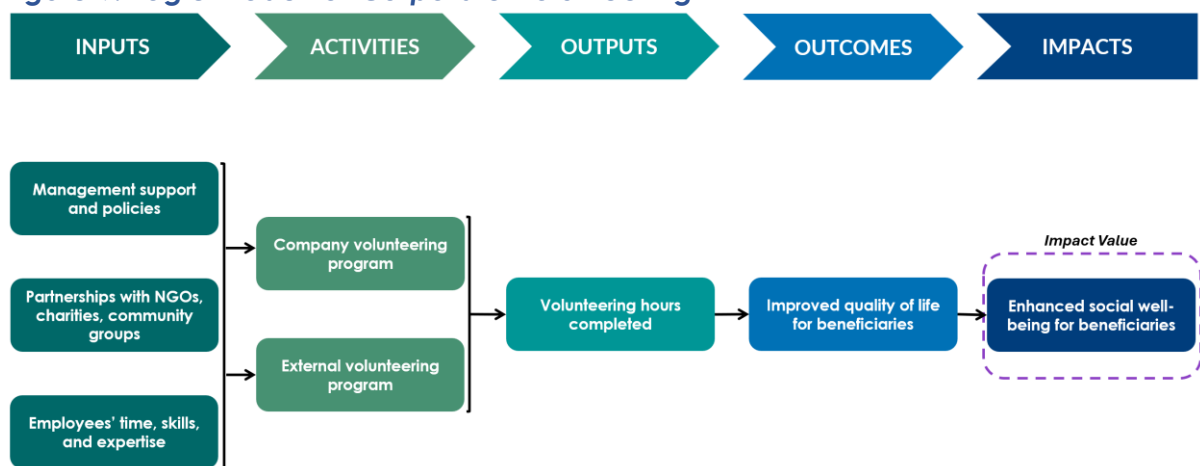 INPUTS
ACTIVITIES
OUTPUTS
OUTCOMES
IMPACTS
Management support
and policies
Partnerships with NGOs,
charities, community
groups
Employees' time, skills,
and expertise
Company volunteering
program
External volunteering
program
Volunteering hours
completed
Improved quality of life
for beneficiaries
Impact Value
Enhanced social well-
being for beneficiaries